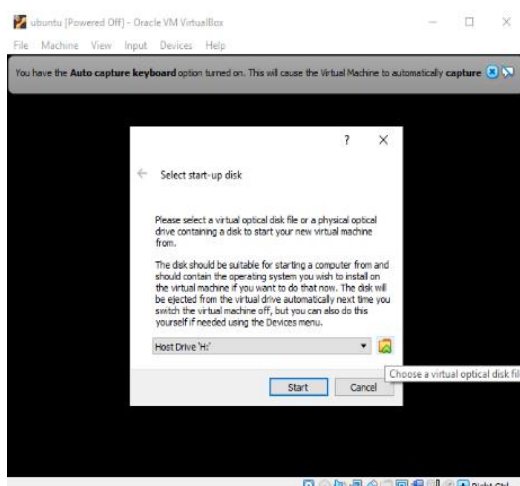 ubuntu [Powered Off] - Oracle VM VirtualBox
File Machine View Input Devices Help
You have the Auto capture keyboard option turned on. This will cause the Virtual Machine to automatically capture
?
Select start-up disk
Please select a virtual optical disk file or a physical optical
drive containing a disk to start your new virtual machine
from.
The disk should be suitable for starting a computer from and
should contain the operating system you wish to install on
the virtual machine if you want to do that now. The disk will
be ejected from the virtual drive automatically next time you
switch the virtual machine off, but you can also do this
yourself if needed using the Devices menu.
Host Drive 'H:'
Choose a virtual optical disk fil
Start Cancel
Right Ctrl